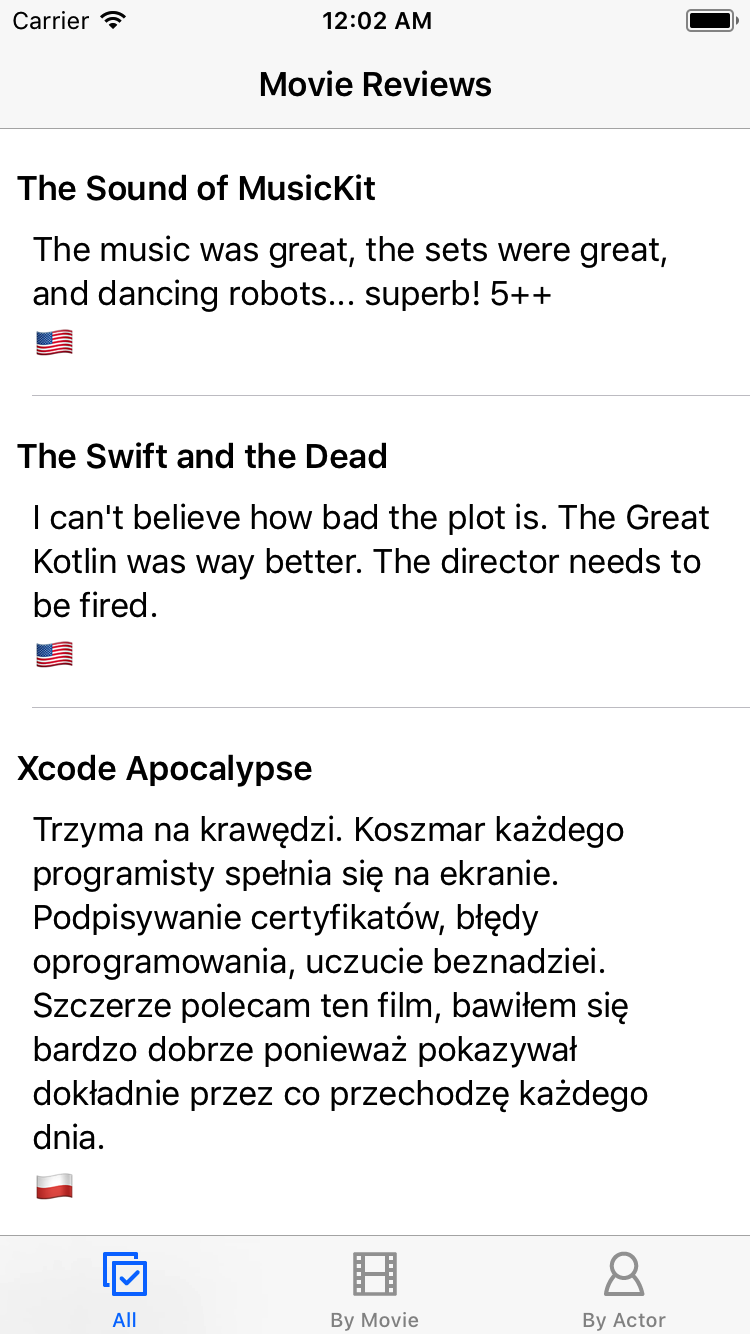 Carrier 12:02 AM
Movie Reviews
The Sound of MusicKit
The music was great, the sets were great,
and dancing robots... superb! 5++
The Swift and the Dead
I can't believe how bad the plot is. The Great
Kotlin was way better. The director needs to
be fired.
Xcode Apocalypse
Trzyma na krawędzi. Koszmar każdego
programisty spełnia się na ekranie.
Podpisywanie certyfikatów, błędy
oprogramowania, uczucie beznadziei.
Szczerze polecam ten film, bawiłem się
bardzo dobrze ponieważ pokazywał
dokładnie przez co przechodzę każdego
dnia.
All By Movie By Actor